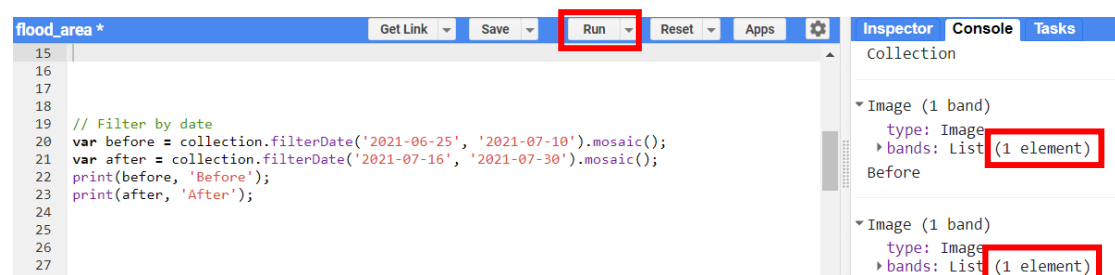 flood_area *
Get Link
Save
Run
Reset
Apps
15
16
17
18
19 // Filter by date
20 var before = collection.filterDate('2021-06-25', '2021-07-10').mosaic();
21 var after = collection.filterDate('2021-07-16', '2021-07-30').mosaic();
22 print(before, 'Before');
23 print(after, 'After');
24
25
26
27
Inspector Console Tasks
Collection
Image (1 band)
type: Image
bands: List (1 element)
Before
Image (1 band)
type: Image
bands: List (1 element)